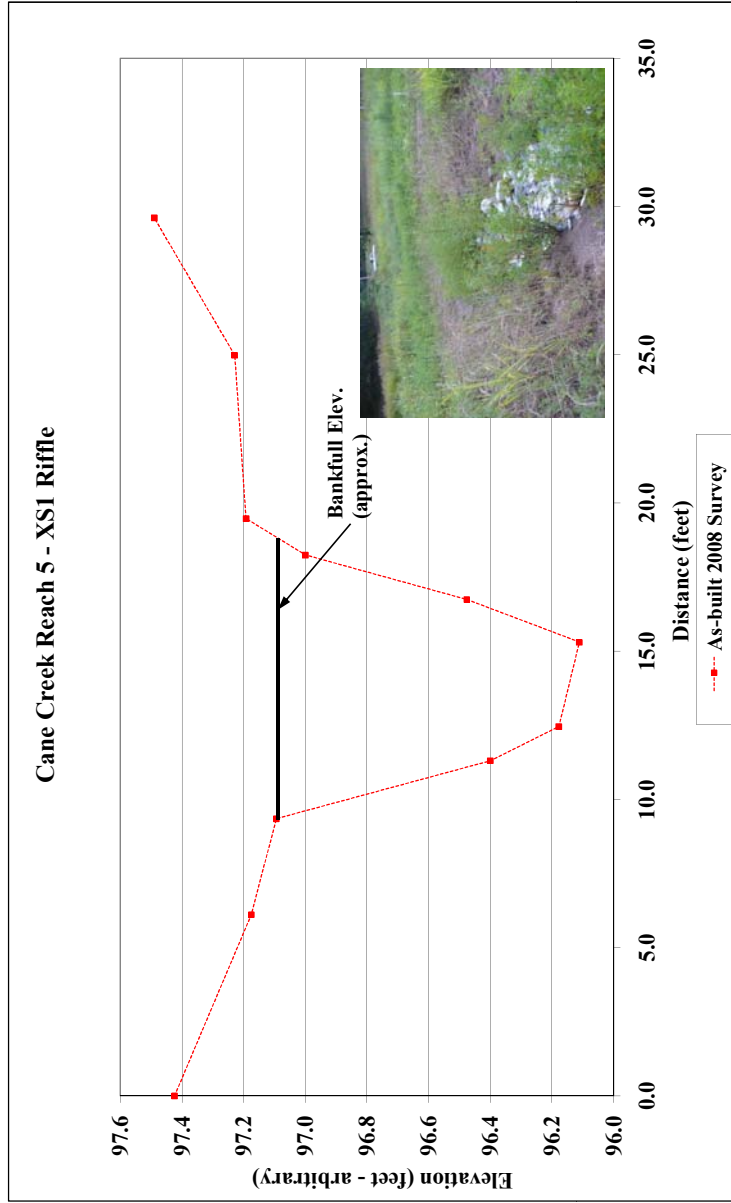 Cane Creek Reach 5 - XS1 Riffle
Elevation (feet - arbitrary)
97.6
97.4
97.2
97.0
96.8
96.6
96.4
96.2
96.0
Bankfull Elev.
(approx.)
0.0 5.0 10.0 15.0 20.0 25.0 30.0 35.0
Distance (feet)
As-built 2008 Survey